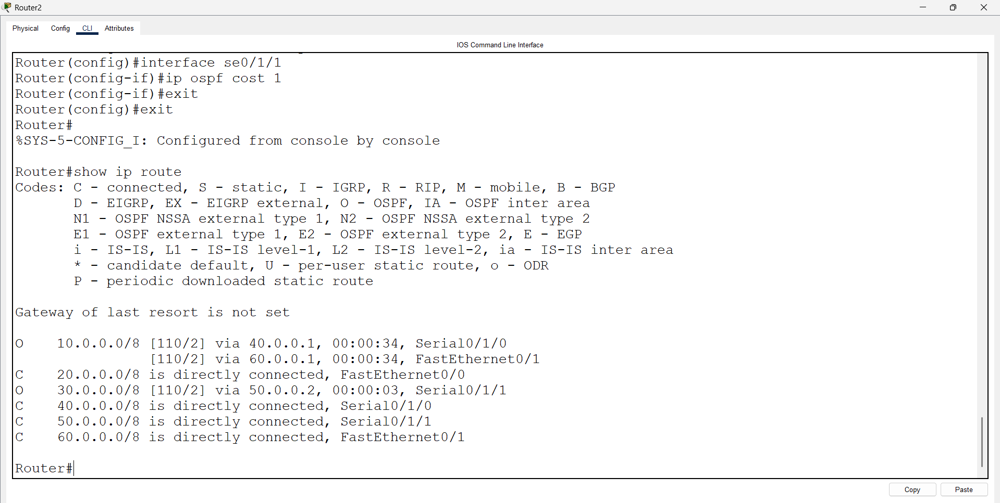 Router2
Physical Config CLI Attributes
IOS Command Line Interface
Router(config)#interface se0/1/1
Router(config-if)#ip ospf cost 1
Router(config-if)#exit
Router(config)#exit
Router#
%SYS-5-CONFIG_I: Configured from console by console
Router#show ip route
Codes: C - connected, S - static, I - IGRP, R - RIP, M - mobile, B - BGP
D - EIGRP, EX - EIGRP external, O - OSPF, IA - OSPF inter area
N1 - OSPF NSSA external type 1, N2 - OSPF NSSA external type 2
E1 - OSPF external type 1, E2 - OSPF external type 2, E - EGP
i - IS-IS, L1 - IS-IS level-1, L2 - IS-IS level-2, ia - IS-IS inter area
* - candidate default, U - per-user static route, o - ODR
P - periodic downloaded static route
Gateway of last resort is not set
O 10.0.0.0/8 [110/2] via 40.0.0.1, 00:00:34, Serial0/1/0
[110/2] via 60.0.0.1, 00:00:34, FastEthernet0/1
C 20.0.0.0/8 is directly connected, FastEthernet0/0
O 30.0.0.0/8 [110/2] via 50.0.0.2, 00:00:03, Serial0/1/1
C 40.0.0.0/8 is directly connected, Serial0/1/0
C 50.0.0.0/8 is directly connected, Serial0/1/1
C 60.0.0.0/8 is directly connected, FastEthernet0/1
Router#
Copy Paste